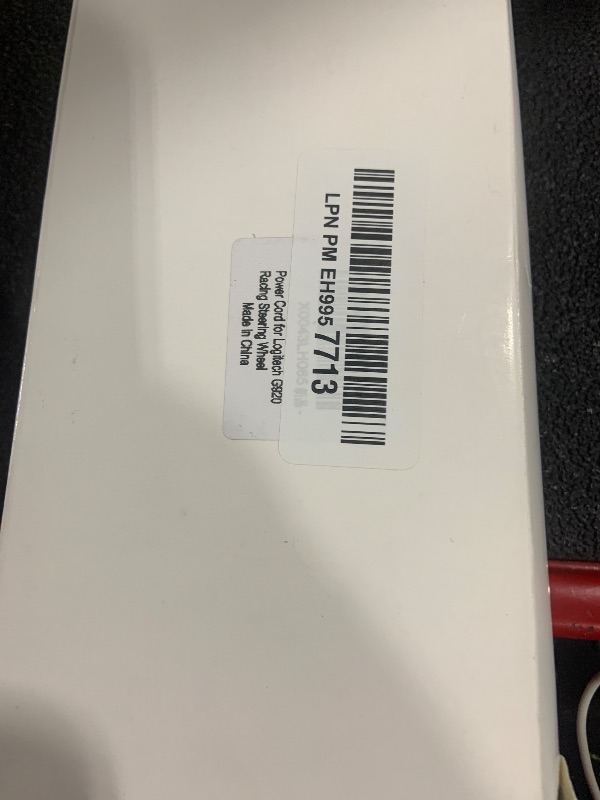 LPN PM EH995 7713
Power Cord for Logitech G920
Racing Steering Wheel
Made in China